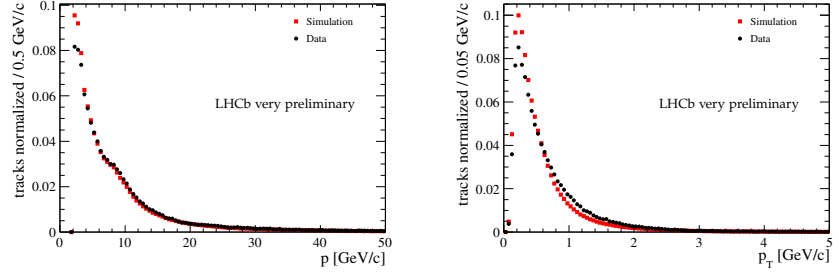 tracks normalized / 0.5 GeV/c
0.1
0.08
0.06
0.04
0.02
0
Simulation
Data
LHCb very preliminary
0 10 20 30 40 50
p [GeV/c]
tracks normalized / 0.05 GeV/c
0.1
0.08
0.06
0.04
0.02
0
Simulation
Data
LHCb very preliminary
0 1 2 3 4 5
p_T [GeV/c]